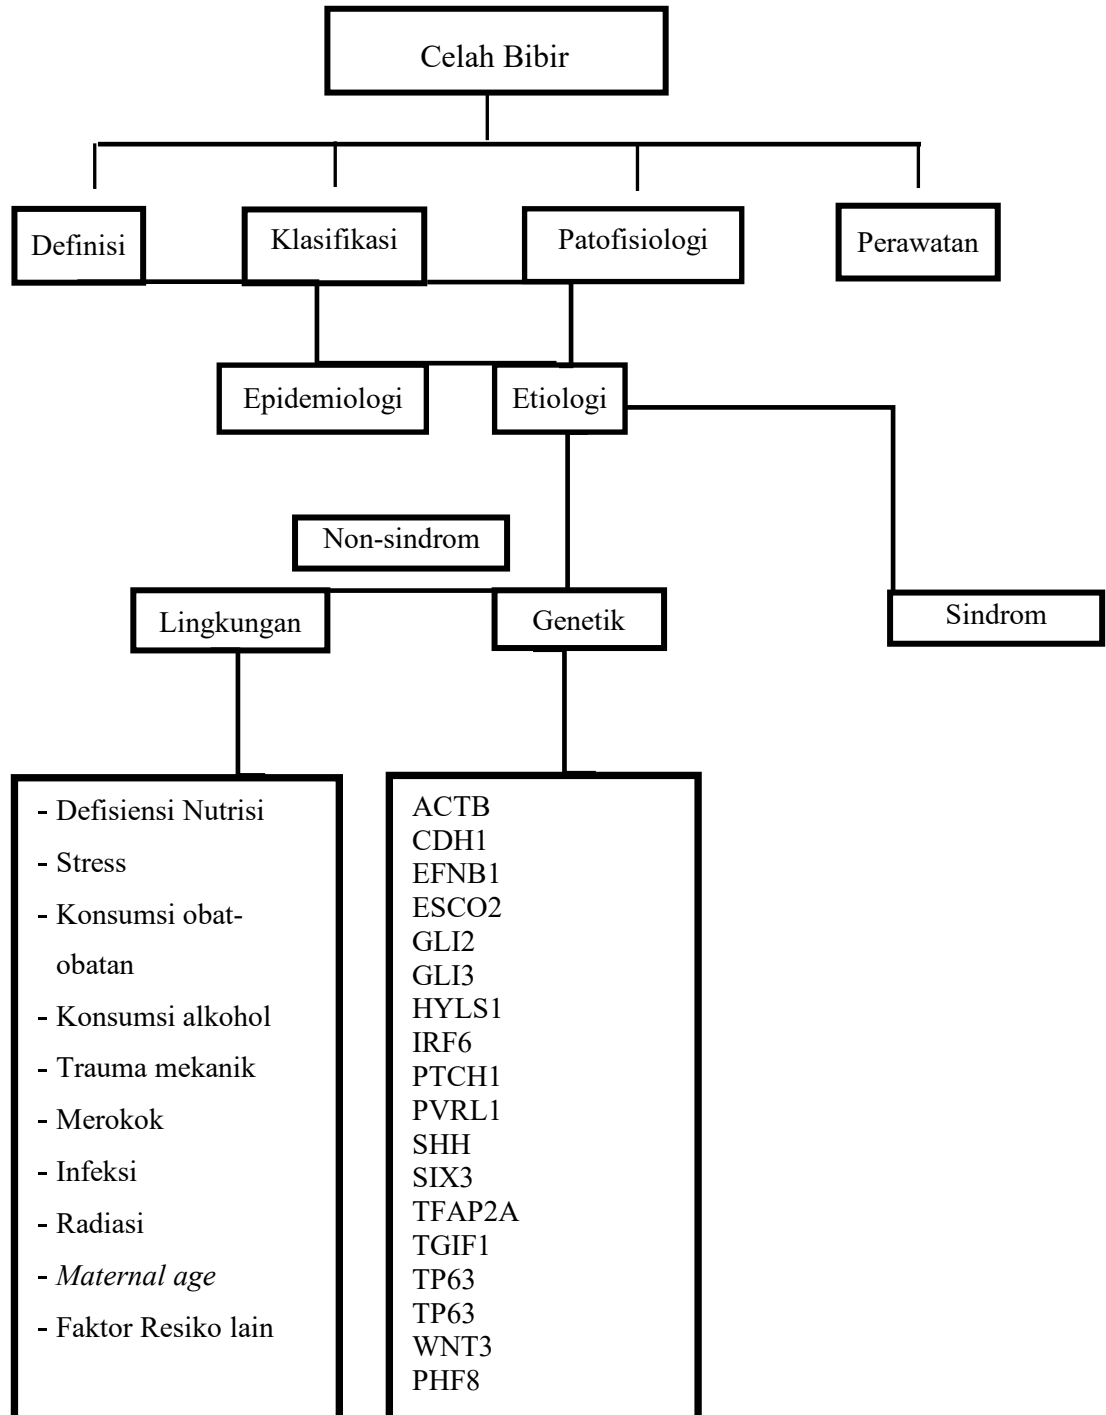 Celah Bibir
Definisi
Klasifikasi
Patofisiologi
Perawatan
Epidemiologi
Etiologi
Non-sindrom
Lingkungan
Genetik
Sindrom
- Defisiensi Nutrisi
- Stress
- Konsumsi obat-
obatan
- Konsumsi alkohol
- Trauma mekanik
- Merokok
- Infeksi
- Radiasi
- Maternal age
- Faktor Resiko lain
ACTB
CDH1
EFNB1
ESCO2
GLI2
GLI3
HYLS1
IRF6
PTCH1
PVRL1
SHH
SIX3
TFAP2A
TGIF1
TP63
TP63
WNT3
PHF8